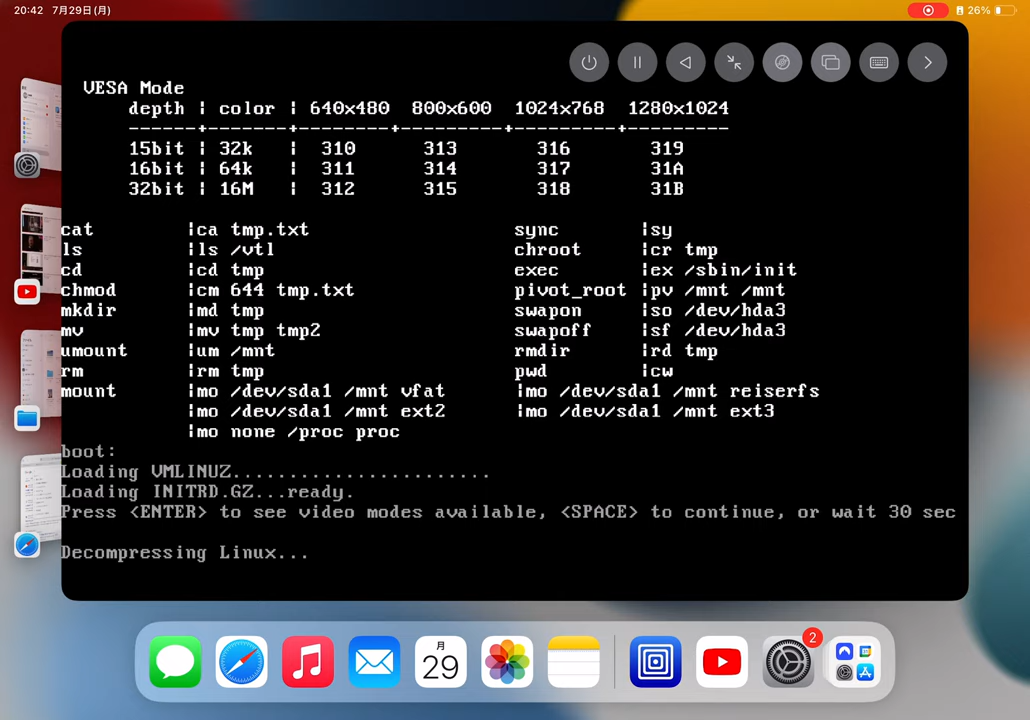 20:42 7月29日(月)
26%
VESA Mode
depth | color | 640x480 800x600 1024x768 1280x1024
------+-------+--------+--------+---------+---------
15bit | 32k | 310 313 316 319
16bit | 64k | 311 314 317 31A
32bit | 16M | 312 315 318 31B
cat |ca tmp.txt sync |sy
ls |ls /vtl chroot |cr tmp
cd |cd tmp exec |ex /sbin/init
chmod |cm 644 tmp.txt pivot_root |pv /mnt /mnt
mkdir |md tmp swapon |so /dev/hda3
mv |mv tmp tmp2 swapoff |sf /dev/hda3
umount |um /mnt rmdir |rd tmp
rm |rm tmp pwd |cw
mount |mo /dev/sda1 /mnt vfat |mo /dev/sda1 /mnt reiserfs
|mo /dev/sda1 /mnt ext2 |mo /dev/sda1 /mnt ext3
|mo none /proc proc
boot:
Loading VMLINUZ.......................
Loading INITRD.GZ...ready.
Press <ENTER> to see video modes available, <SPACE> to continue, or wait 30 sec
Decompressing Linux...
月
29
2